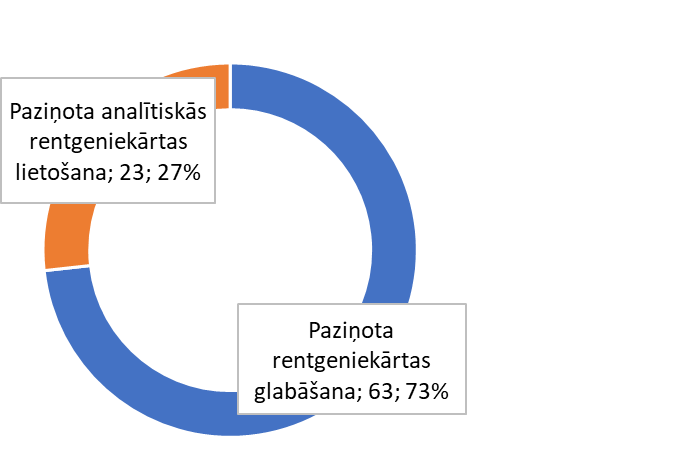 Paziņota analītiskās
rentgeniekārtas
lietošana; 23; 27%
Paziņota
rentgeniekārtas
glabāšana; 63; 73%